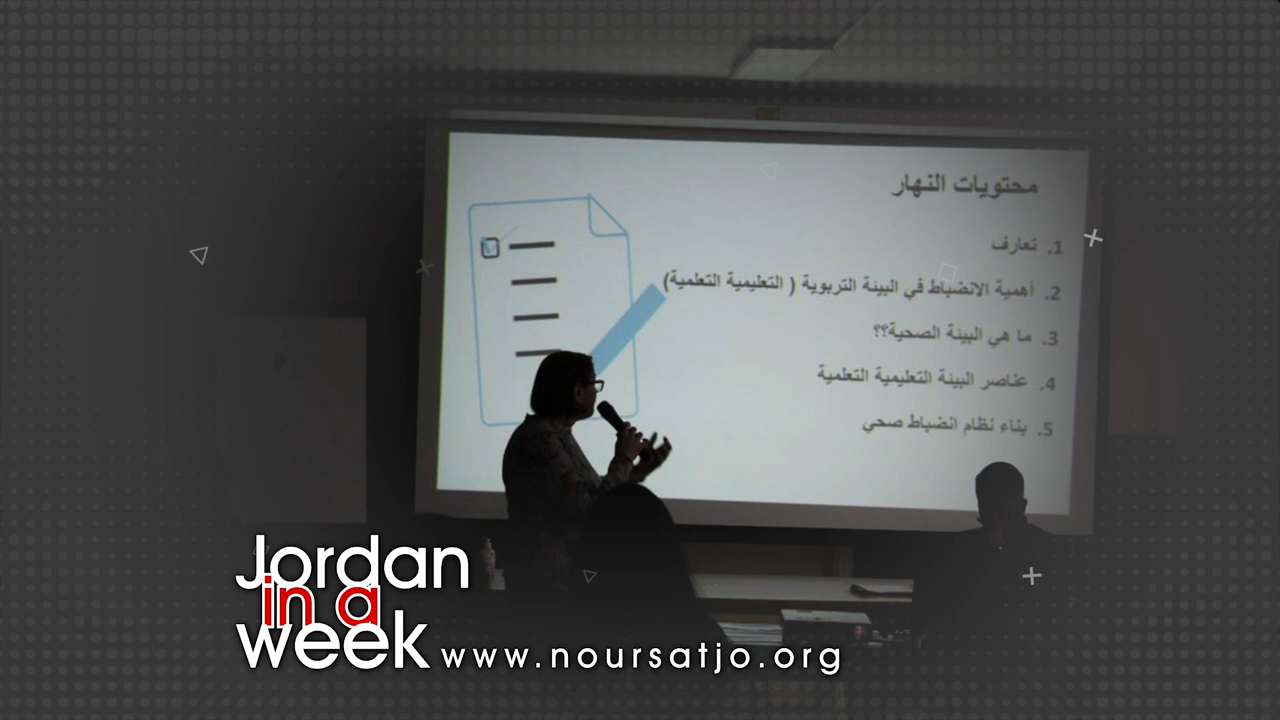 محتويات النهار
1. تعارف
2. أهمية الانضباط في البيئة التربوية ( التعليمية التعلمية)
3. ما هي البيئة الصحية؟؟
4. عناصر البيئة التعليمية التعلمية
5. بناء نظام انضباط صحي
Jordan
in a
week
www.noursatjo.org